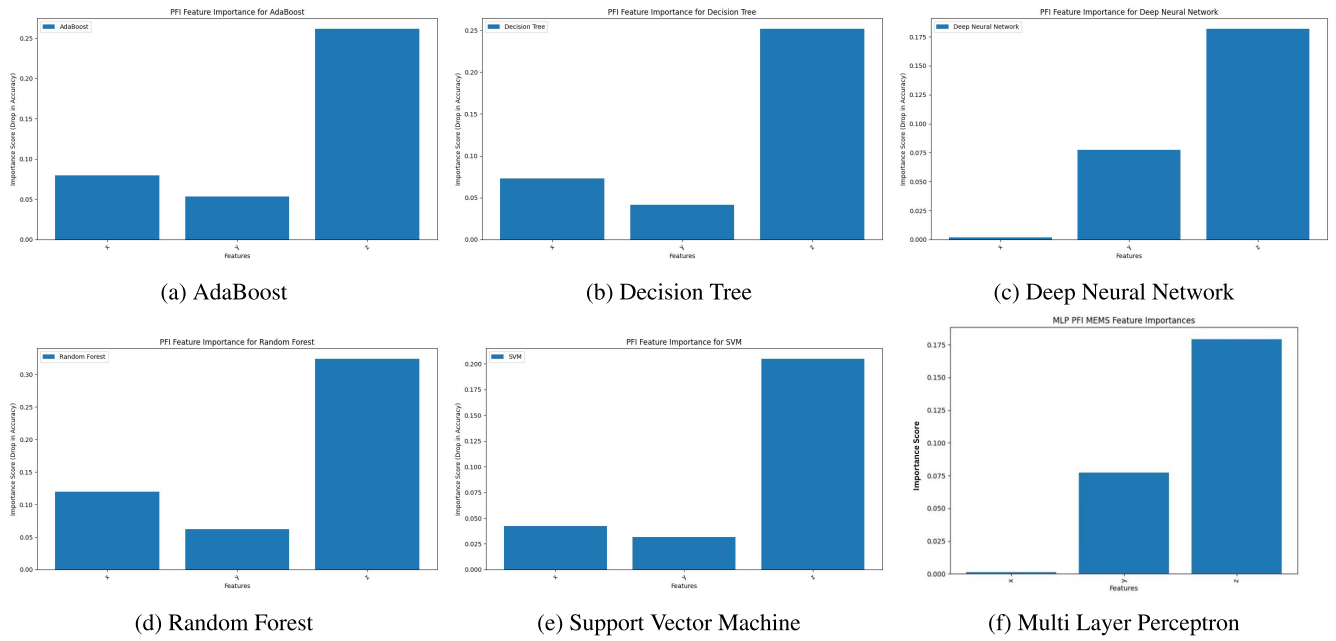 PFI Feature Importance for AdaBoost
AdaBoost
Importance Score (Drop in Accuracy)
0.25
0.20
0.15
0.10
0.05
0.00
x y z
Features
(a) AdaBoost
PFI Feature Importance for Decision Tree
Decision Tree
Importance Score (Drop in Accuracy)
0.25
0.20
0.15
0.10
0.05
0.00
x y z
Features
(b) Decision Tree
PFI Feature Importance for Deep Neural Network
Deep Neural Network
Importance Score (Drop in Accuracy)
0.175
0.150
0.125
0.100
0.075
0.050
0.025
0.000
x y z
Features
(c) Deep Neural Network
PFI Feature Importance for Random Forest
Random Forest
Importance Score (Drop in Accuracy)
0.30
0.25
0.20
0.15
0.10
0.05
0.00
x y z
Features
(d) Random Forest
PFI Feature Importance for SVM
SVM
Importance Score (Drop in Accuracy)
0.200
0.175
0.150
0.125
0.100
0.075
0.050
0.025
0.000
x y z
Features
(e) Support Vector Machine
MLP PFI MEMS Feature Importances
Importance Score
0.175
0.150
0.125
0.100
0.075
0.050
0.025
0.000
x y z
Features
(f) Multi Layer Perceptron